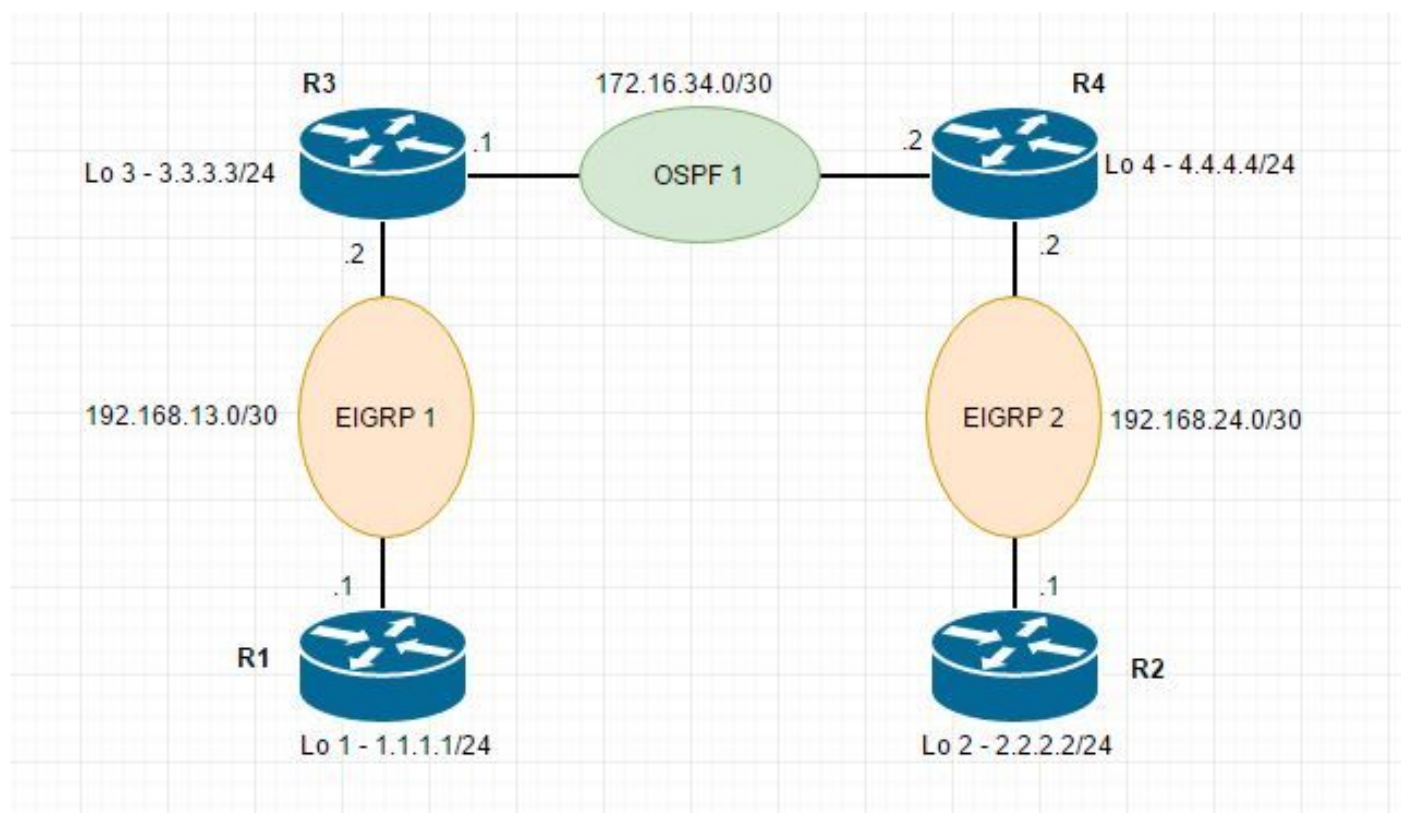 R3
172.16.34.0/30
R4
.1
.2
Lo 3 - 3.3.3.3/24
OSPF 1
Lo 4 - 4.4.4.4/24
.2
.2
192.168.13.0/30
EIGRP 1
EIGRP 2
192.168.24.0/30
.1
.1
R1
R2
Lo 1 - 1.1.1.1/24
Lo 2 - 2.2.2.2/24